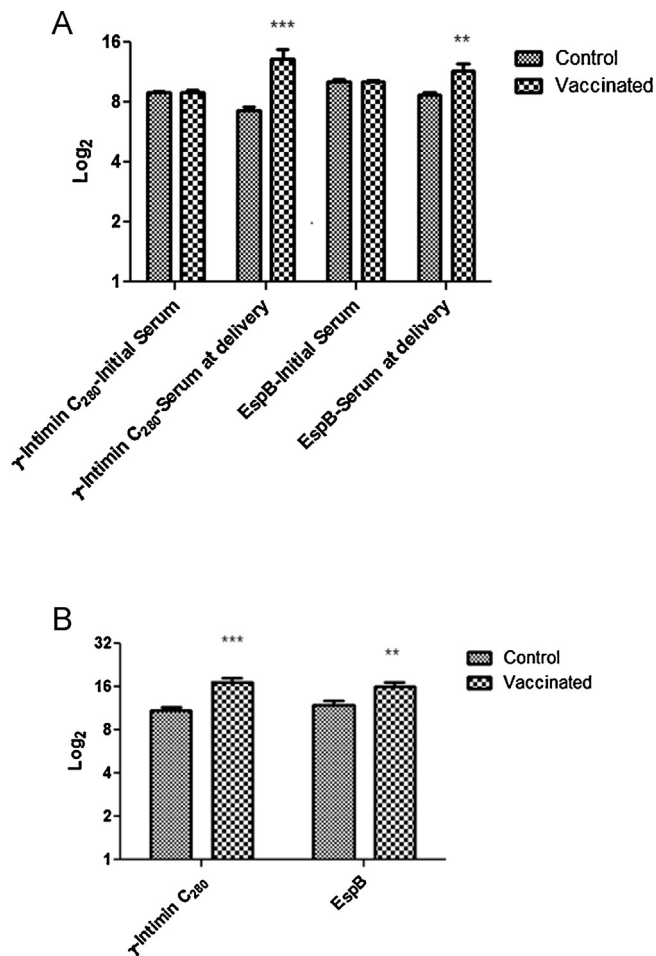 A
***
**
Control
Vaccinated
16
8
4
2
1
Log₂
γ-Intimin C₂₈₀-Initial Serum
γ-Intimin C₂₈₀-Serum at delivery
EspB-Initial Serum
EspB-Serum at delivery
B
***
**
Control
Vaccinated
32
16
8
4
2
1
Log₂
γ-Intimin C₂₈₀
EspB